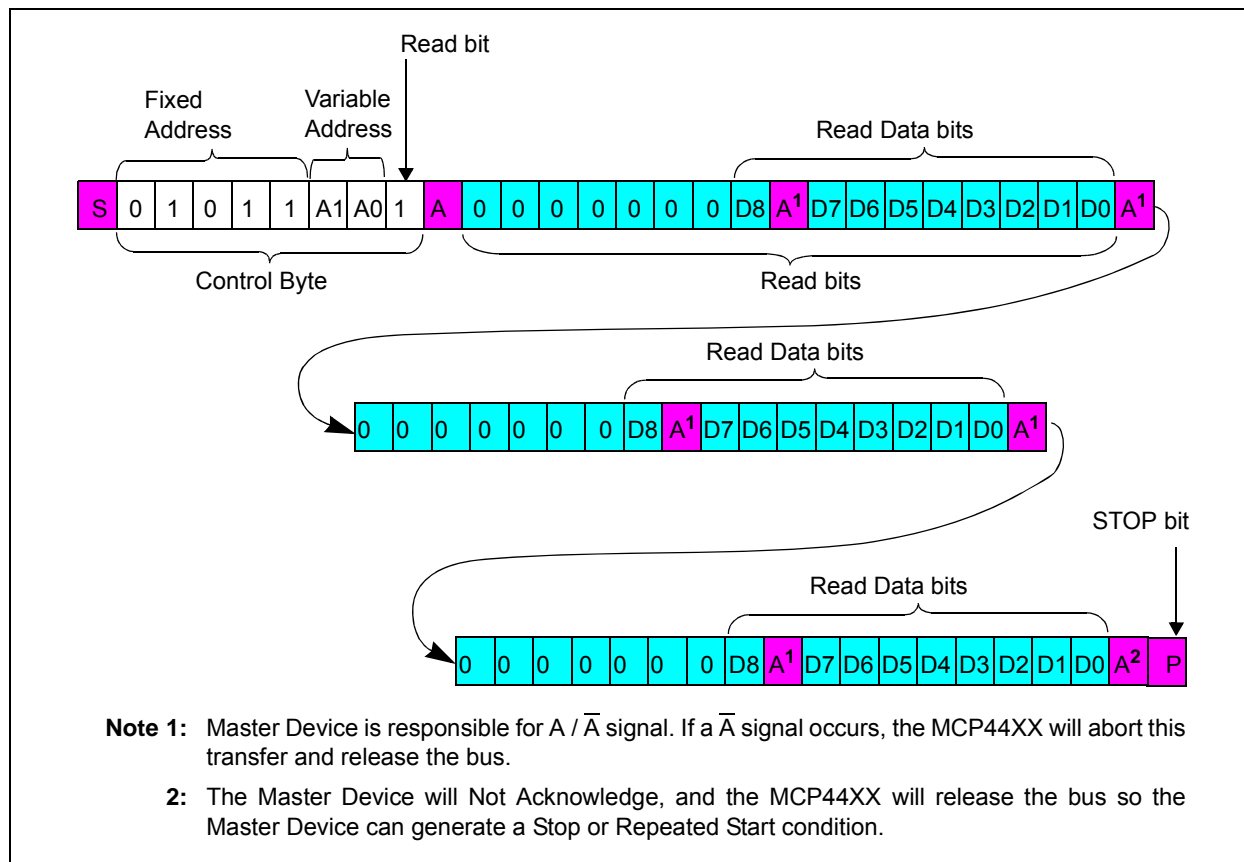 Read bit
Fixed Address
Variable Address
Read Data bits
S 0 1 0 1 1 A1 A0 1 A 0 0 0 0 0 0 0 D8 A¹ D7 D6 D5 D4 D3 D2 D1 D0 A¹
Control Byte
Read bits
Read Data bits
0 0 0 0 0 0 0 D8 A¹ D7 D6 D5 D4 D3 D2 D1 D0 A¹
STOP bit
Read Data bits
0 0 0 0 0 0 0 D8 A¹ D7 D6 D5 D4 D3 D2 D1 D0 A² P
Note 1: Master Device is responsible for A / A̅ signal. If a A̅ signal occurs, the MCP44XX will abort this
transfer and release the bus.
2: The Master Device will Not Acknowledge, and the MCP44XX will release the bus so the
Master Device can generate a Stop or Repeated Start condition.